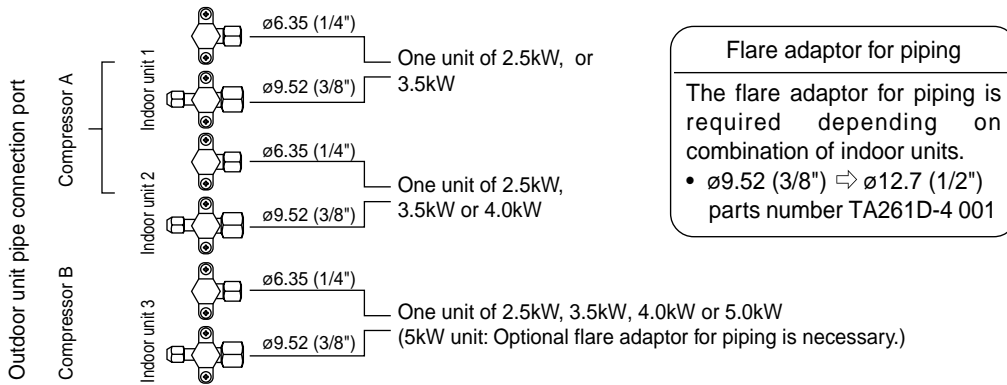 Outdoor unit pipe connection port
Compressor A
Indoor unit 1
ø6.35 (1/4")
ø9.52 (3/8")
One unit of 2.5kW, or
3.5kW
Indoor unit 2
ø6.35 (1/4")
ø9.52 (3/8")
One unit of 2.5kW,
3.5kW or 4.0kW
Compressor B
Indoor unit 3
ø6.35 (1/4")
ø9.52 (3/8")
One unit of 2.5kW, 3.5kW, 4.0kW or 5.0kW
(5kW unit: Optional flare adaptor for piping is necessary.)
Flare adaptor for piping
The flare adaptor for piping is
required depending on
combination of indoor units.
• ø9.52 (3/8") ⇨ ø12.7 (1/2")
parts number TA261D-4 001